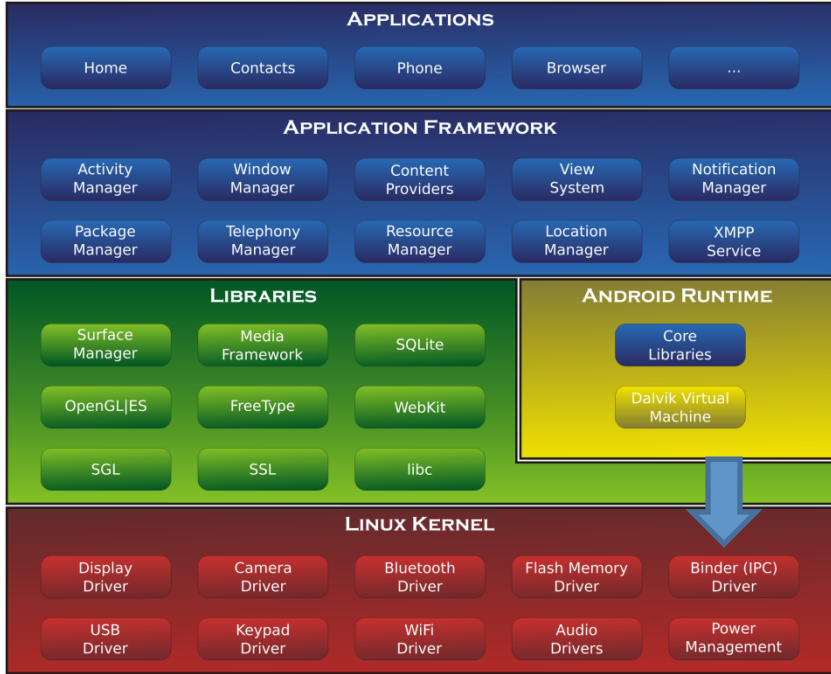 APPLICATIONS
Home
Contacts
Phone
Browser
...
APPLICATION FRAMEWORK
Activity
Manager
Window
Manager
Content
Providers
View
System
Notification
Manager
Package
Manager
Telephony
Manager
Resource
Manager
Location
Manager
XMPP
Service
LIBRARIES
Surface
Manager
Media
Framework
SQLite
OpenGL|ES
FreeType
WebKit
SGL
SSL
libc
ANDROID RUNTIME
Core
Libraries
Dalvik Virtual
Machine
LINUX KERNEL
Display
Driver
Camera
Driver
Bluetooth
Driver
Flash Memory
Driver
Binder (IPC)
Driver
USB
Driver
Keypad
Driver
WiFi
Driver
Audio
Drivers
Power
Management